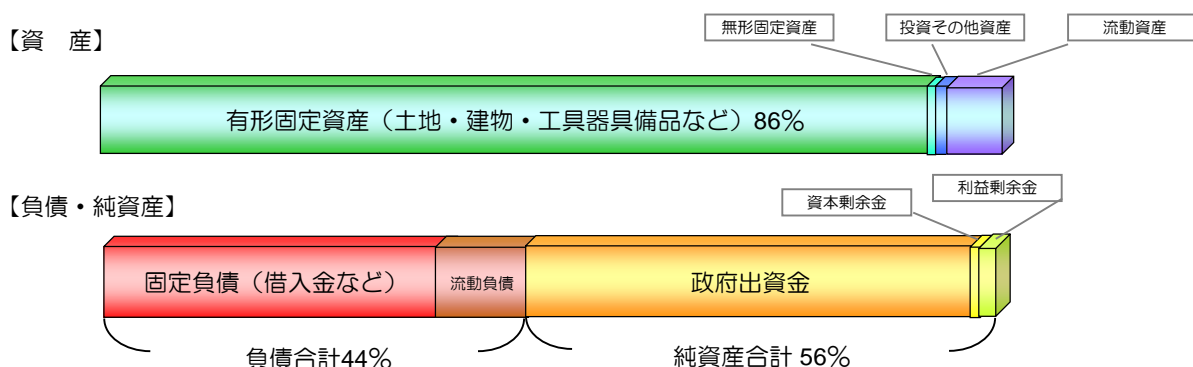 無形固定資産
投資その他資産
流動資産
【資　産】
有形固定資産（土地・建物・工具器具備品など）86%
利益剰余金
資本剰余金
【負債・純資産】
固定負債（借入金など）
流動負債
政府出資金
負債合計44%
純資産合計 56%